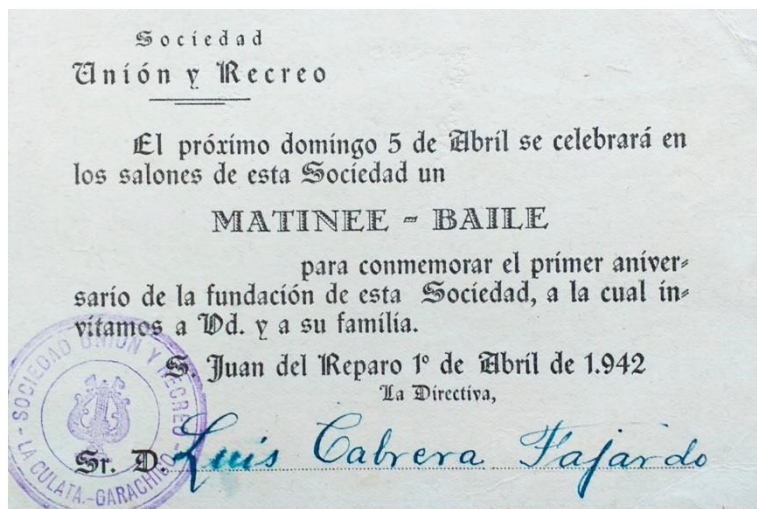 Sociedad
Unión y Recreo
El próximo domingo 5 de Abril se celebrará en
los salones de esta Sociedad un
MATINEE - BAILE
para conmemorar el primer aniver-
sario de la fundación de esta Sociedad, a la cual in-
vitamos a Vd. y a su familia.
S. Juan del Reparo 1º de Abril de 1.942
La Directiva,
Sr. D. Luis Cabrera Fajardo
SOCIEDAD UNION Y RECREO
- LA CULATA.-GARACHICO -